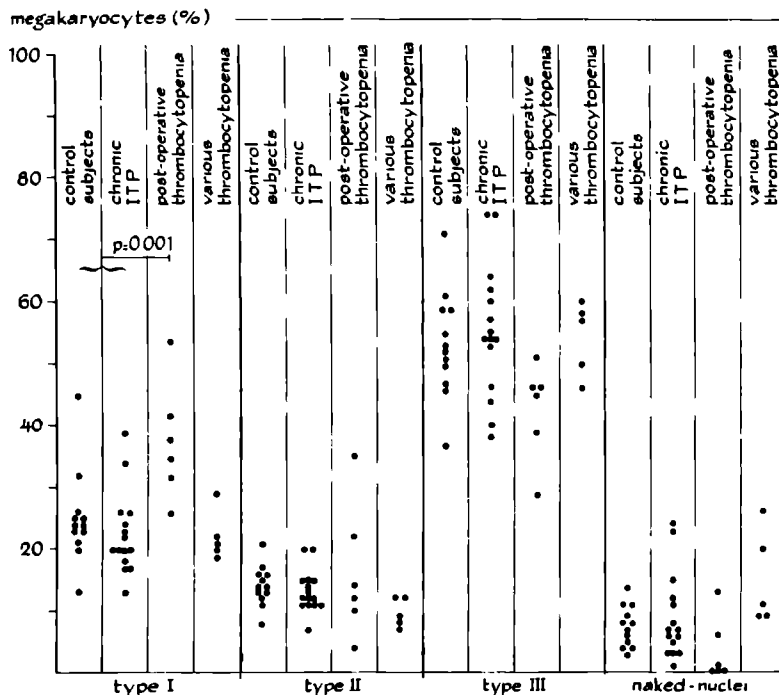 megakaryocytes (%)
100
80
60
40
20
control subjects
chronic ITP
post-operative thrombocytopenia
various thrombocytopenia
control subjects
chronic ITP
post-operative thrombocytopenia
various thrombocytopenia
control subjects
chronic ITP
post-operative thrombocytopenia
various thrombocytopenia
control subjects
chronic ITP
post-operative thrombocytopenia
various thrombocytopenia
p=0001
type I
type II
type III
naked-nuclei